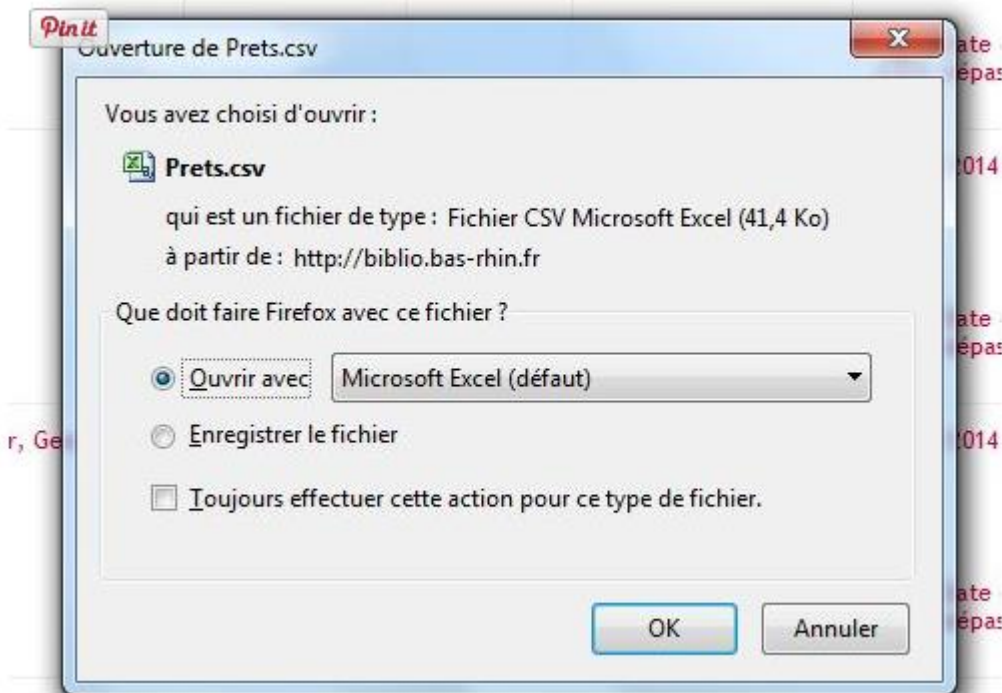 Pin it
Ouverture de Prets.csv
Vous avez choisi d'ouvrir :
Prets.csv
qui est un fichier de type : Fichier CSV Microsoft Excel (41,4 Ko)
à partir de : http://biblio.bas-rhin.fr
Que doit faire Firefox avec ce fichier ?
Ouvrir avec Microsoft Excel (défaut)
Enregistrer le fichier
Toujours effectuer cette action pour ce type de fichier.
OK Annuler
2014
2014